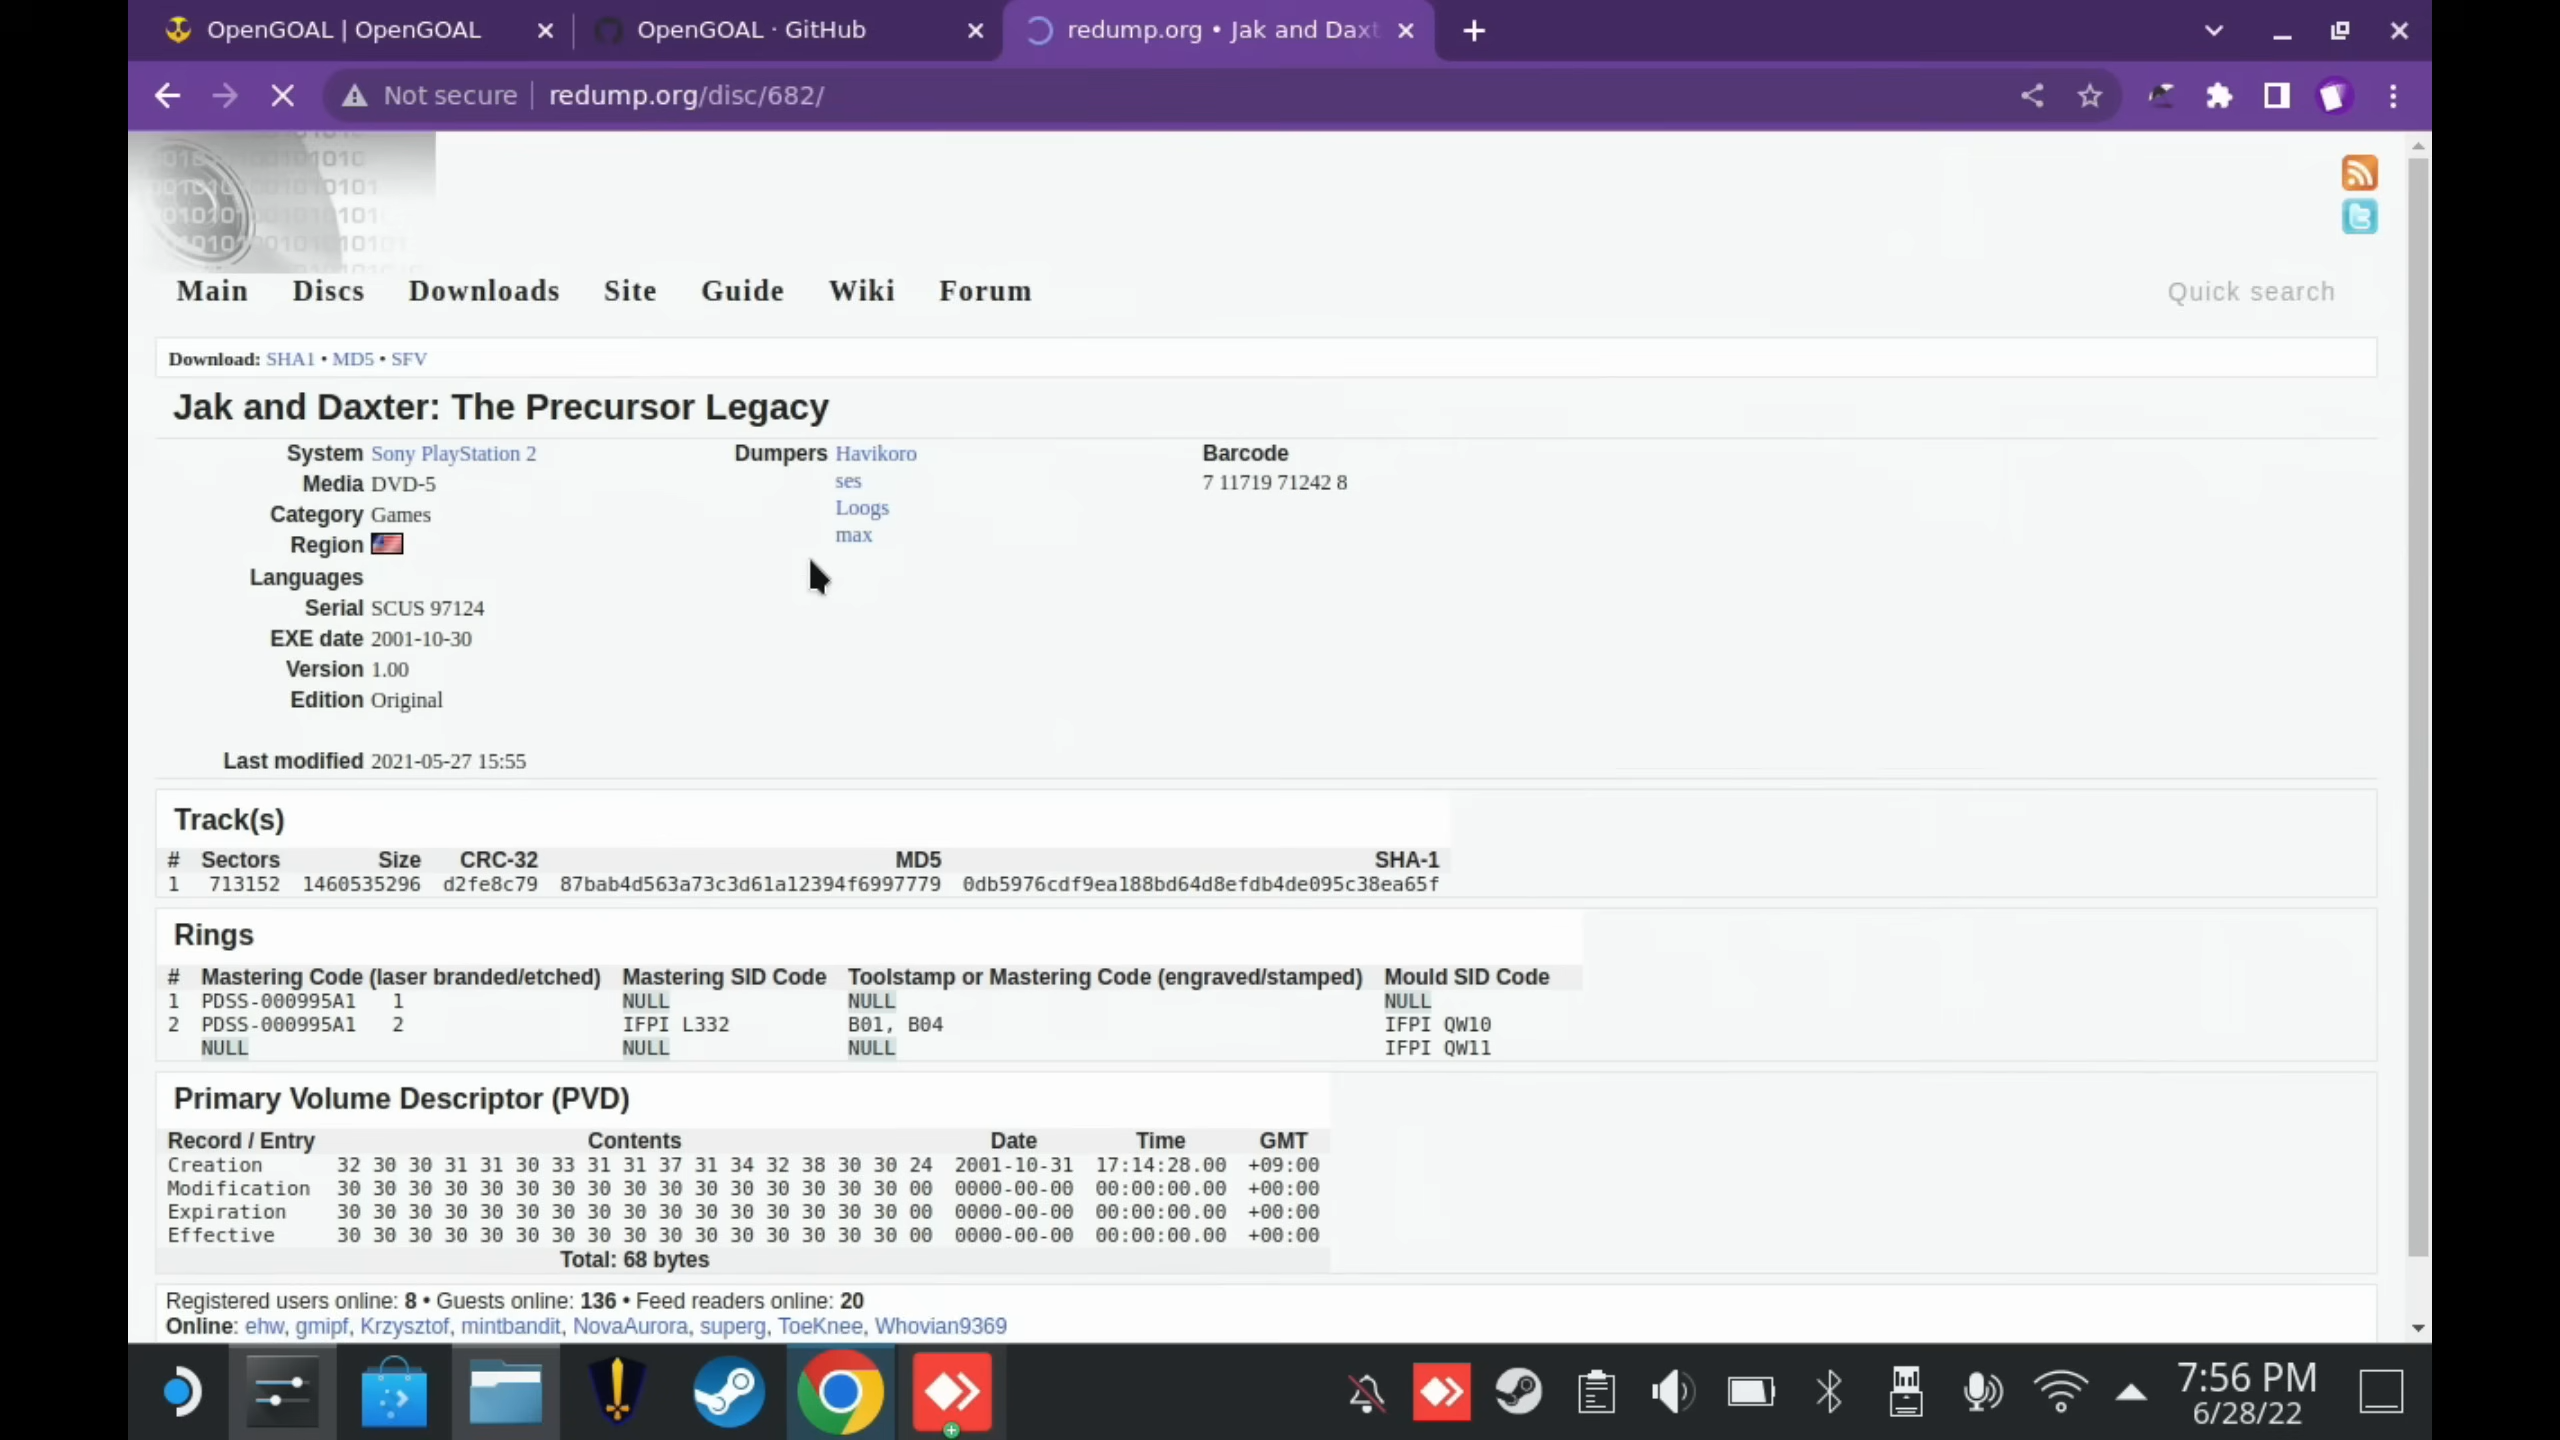 OpenGOAL | OpenGOAL
OpenGOAL · GitHub
redump.org • Jak and Daxt
Not secure
redump.org/disc/682/
Main Discs Downloads Site Guide Wiki Forum
Quick search
Download: SHA1 • MD5 • SFV
Jak and Daxter: The Precursor Legacy
System Sony PlayStation 2
Media DVD-5
Category Games
Region
Languages
Serial SCUS 97124
EXE date 2001-10-30
Version 1.00
Edition Original
Last modified 2021-05-27 15:55
Dumpers Havikoro
ses
Loogs
max
Barcode
7 11719 71242 8
Track(s)
# Sectors Size CRC-32 MD5 SHA-1
1 713152 1460535296 d2fe8c79 87bab4d563a73c3d61a12394f6997779 0db5976cdf9ea188bd64d8efdb4de095c38ea65f
Rings
# Mastering Code (laser branded/etched) Mastering SID Code Toolstamp or Mastering Code (engraved/stamped) Mould SID Code
1 PDSS-000995A1 1 NULL NULL NULL
2 PDSS-000995A1 2 IFPI L332 B01, B04 IFPI QW10
NULL NULL NULL IFPI QW11
Primary Volume Descriptor (PVD)
Record / Entry Contents Date Time GMT
Creation 32 30 30 31 31 30 33 31 31 37 31 34 32 38 30 30 24 2001-10-31 17:14:28.00 +09:00
Modification 30 30 30 30 30 30 30 30 30 30 30 30 30 30 30 30 00 0000-00-00 00:00:00.00 +00:00
Expiration 30 30 30 30 30 30 30 30 30 30 30 30 30 30 30 30 00 0000-00-00 00:00:00.00 +00:00
Effective 30 30 30 30 30 30 30 30 30 30 30 30 30 30 30 30 00 0000-00-00 00:00:00.00 +00:00
Total: 68 bytes
Registered users online: 8 • Guests online: 136 • Feed readers online: 20
Online: ehw, gmipf, Krzysztof, mintbandit, NovaAurora, superg, ToeKnee, Whovian9369
7:56 PM
6/28/22